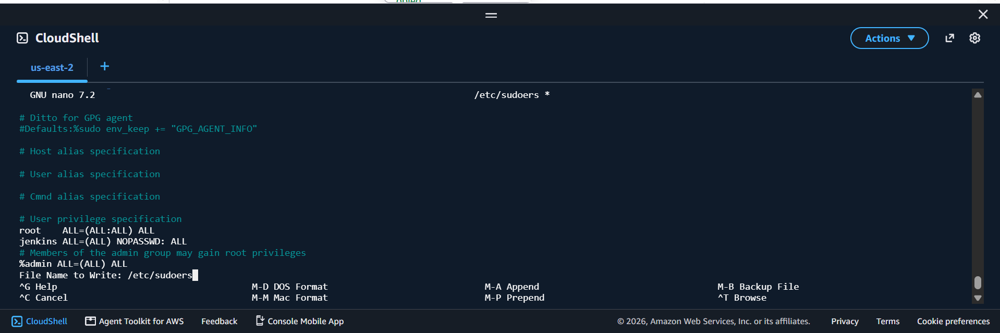 CloudShell
Actions
us-east-2 +
GNU nano 7.2 /etc/sudoers *
# Ditto for GPG agent
#Defaults:%sudo env_keep += "GPG_AGENT_INFO"
# Host alias specification
# User alias specification
# Cmnd alias specification
# User privilege specification
root    ALL=(ALL:ALL) ALL
jenkins ALL=(ALL) NOPASSWD: ALL
# Members of the admin group may gain root privileges
%admin ALL=(ALL) ALL
File Name to Write: /etc/sudoers
^G Help M-D DOS Format M-A Append M-B Backup File
^C Cancel M-M Mac Format M-P Prepend ^T Browse
CloudShell Agent Toolkit for AWS Feedback Console Mobile App © 2026, Amazon Web Services, Inc. or its affiliates. Privacy Terms Cookie preferences